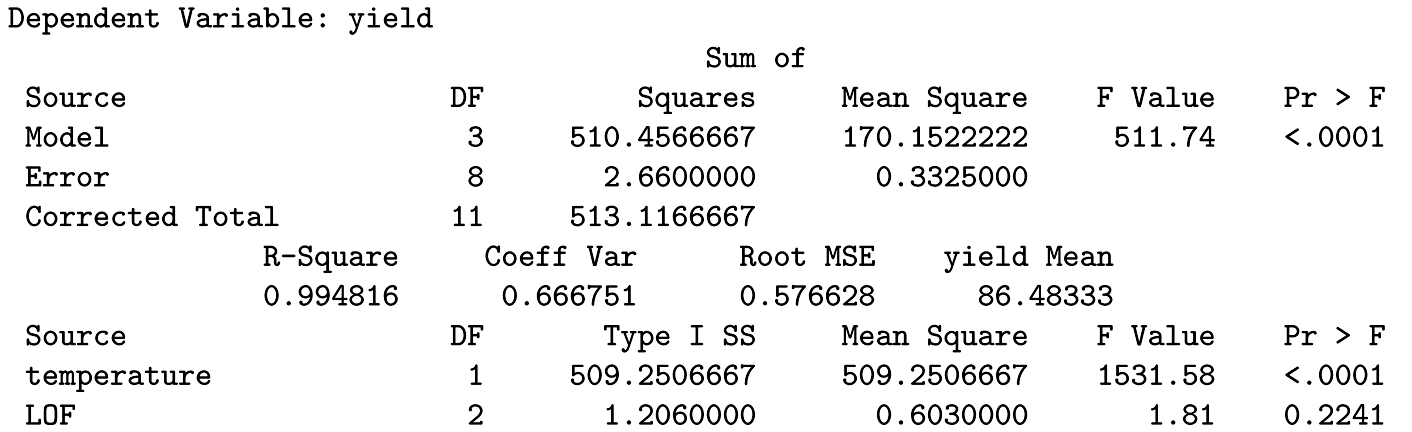 Dependent Variable: yield
Sum of
Source DF Squares Mean Square F Value Pr > F
Model 3 510.4566667 170.1522222 511.74 <.0001
Error 8 2.6600000 0.3325000
Corrected Total 11 513.1166667
R-Square Coeff Var Root MSE yield Mean
0.994816 0.666751 0.576628 86.48333
Source DF Type I SS Mean Square F Value Pr > F
temperature 1 509.2506667 509.2506667 1531.58 <.0001
LOF 2 1.2060000 0.6030000 1.81 0.2241